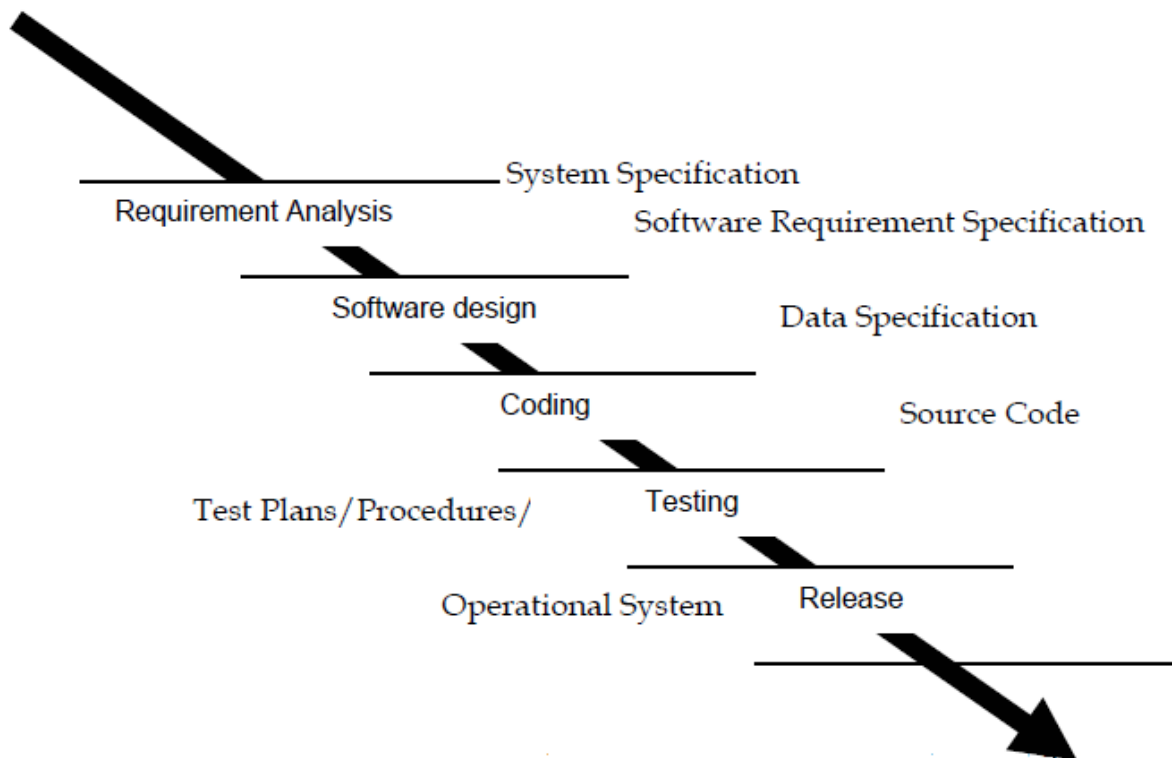 System Specification
Requirement Analysis
Software Requirement Specification
Software design
Data Specification
Coding
Source Code
Test Plans/Procedures/
Testing
Operational System
Release